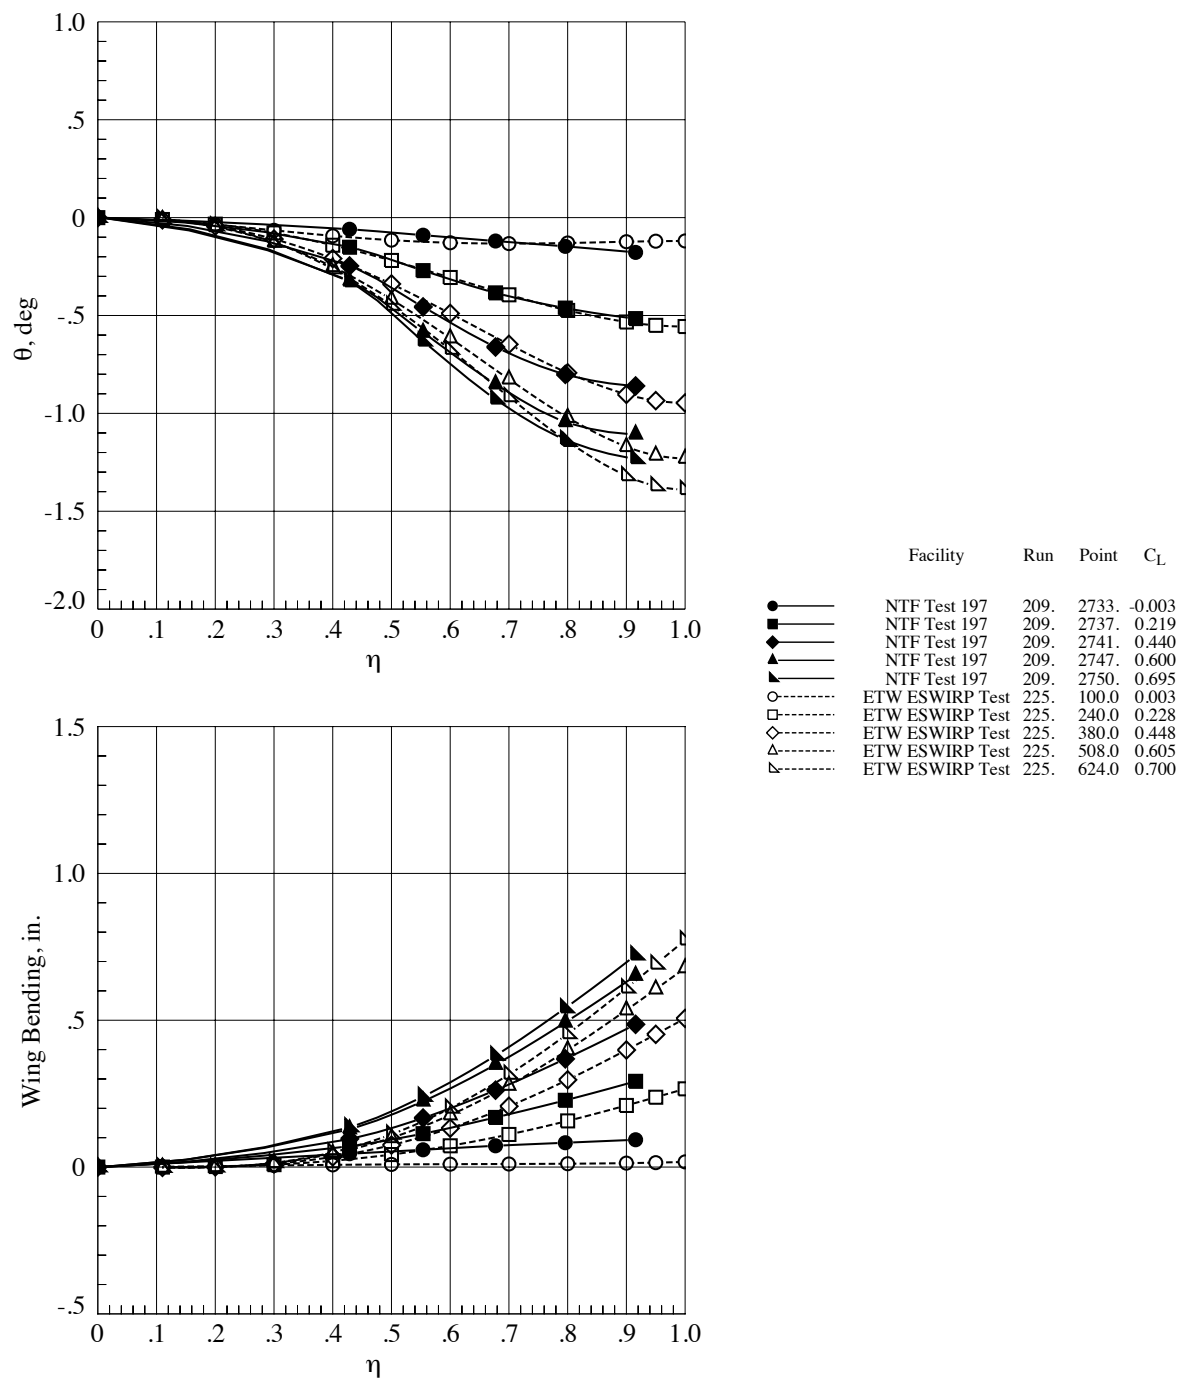 1.0
.5
0
-.5
-1.0
-1.5
-2.0
θ, deg
0 .1 .2 .3 .4 .5 .6 .7 .8 .9 1.0
η
Facility Run Point CL
NTF Test 197 209. 2733. -0.003
NTF Test 197 209. 2737. 0.219
NTF Test 197 209. 2741. 0.440
NTF Test 197 209. 2747. 0.600
NTF Test 197 209. 2750. 0.695
ETW ESWIRP Test 225. 100.0 0.003
ETW ESWIRP Test 225. 240.0 0.228
ETW ESWIRP Test 225. 380.0 0.448
ETW ESWIRP Test 225. 508.0 0.605
ETW ESWIRP Test 225. 624.0 0.700
1.5
1.0
.5
0
-.5
Wing Bending, in.
0 .1 .2 .3 .4 .5 .6 .7 .8 .9 1.0
η